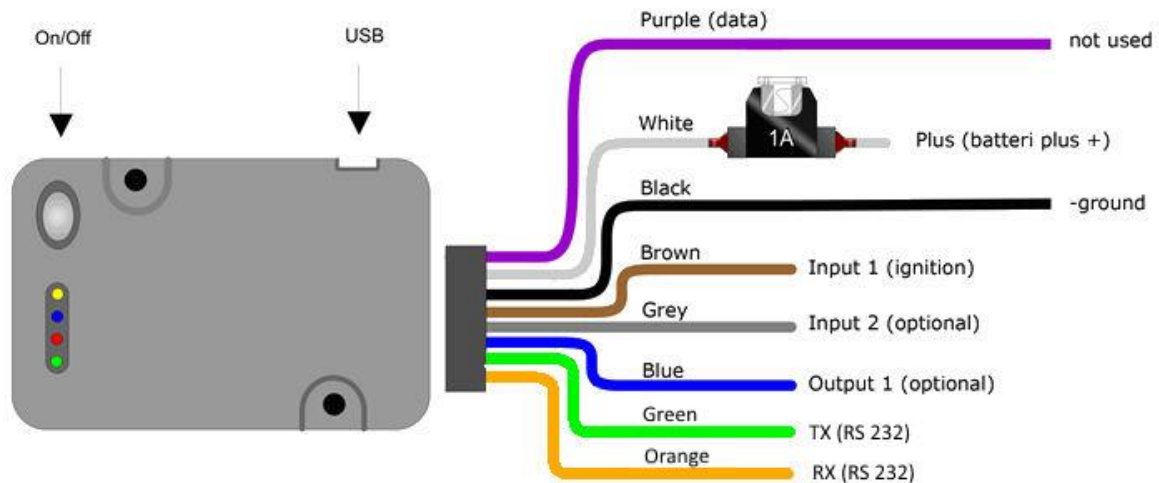 On/Off
USB
Purple (data)
not used
White
1A
Plus (batteri plus +)
Black
-ground
Brown
Input 1 (ignition)
Grey
Input 2 (optional)
Blue
Output 1 (optional)
Green
TX (RS 232)
Orange
RX (RS 232)